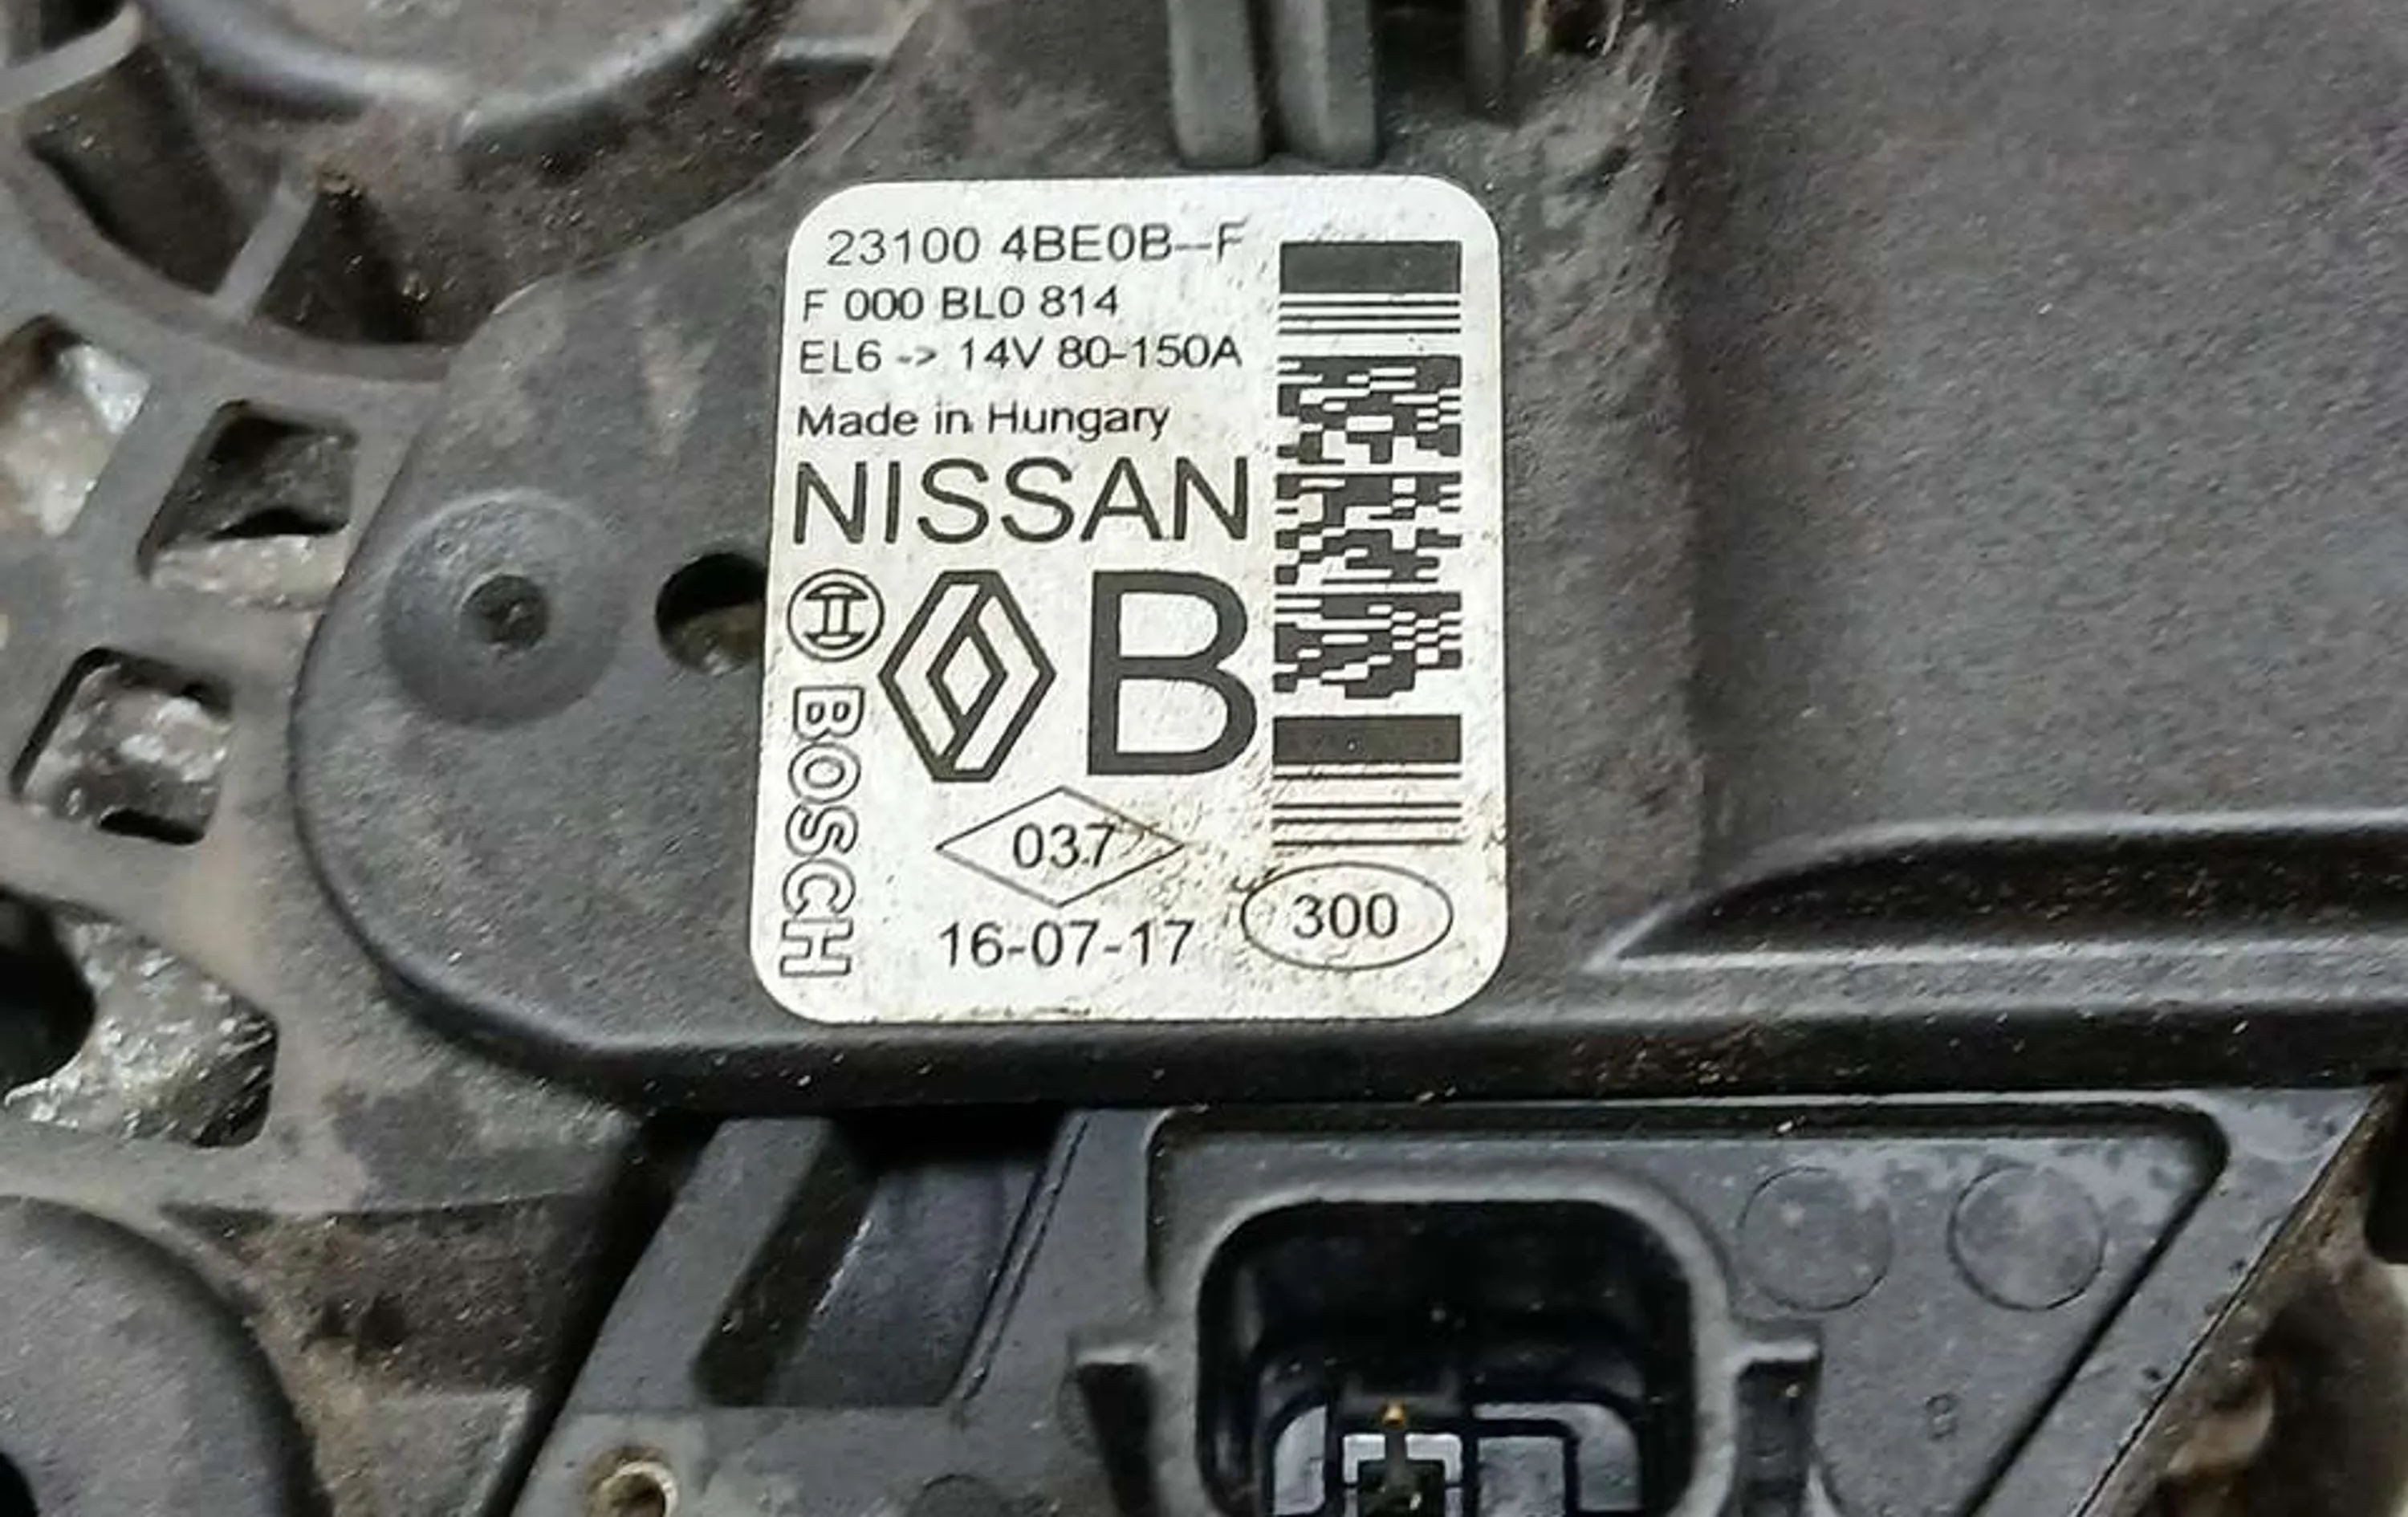 23100 4BE0B--F
F 000 BL0 814
EL6 -> 14V 80-150A
Made in Hungary
NISSAN
BOSCH
B
037
16-07-17
300